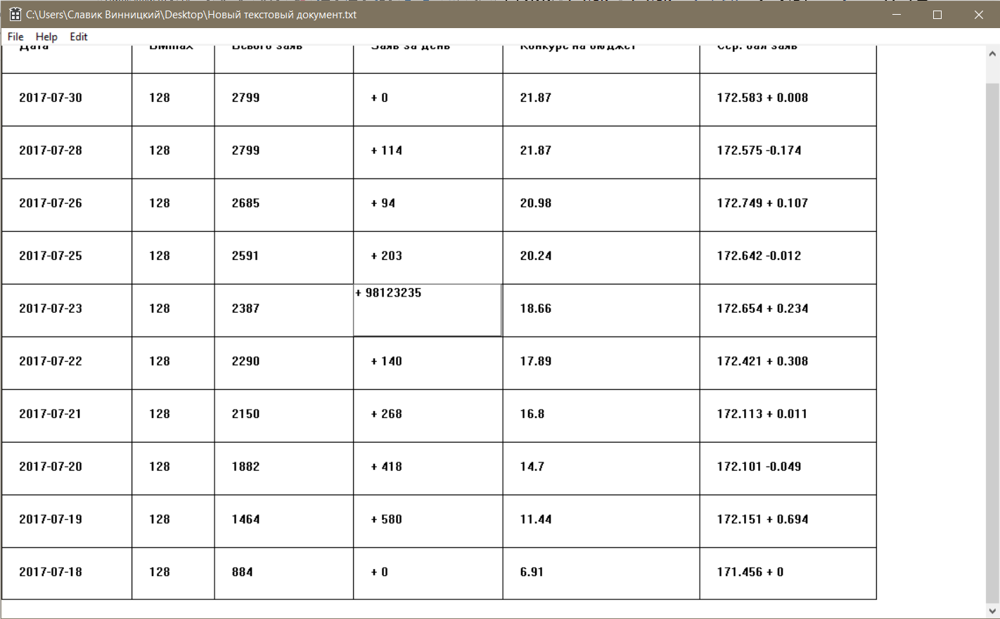 C:\Users\Славик Винницкий\Desktop\Новый текстовый документ.txt
File Help Edit
Дата ВМmax Всього заяв Заяв за день Конкурс на бюджет Сер. бал заяв
2017-07-30 128 2799 + 0 21.87 172.583 + 0.008
2017-07-28 128 2799 + 114 21.87 172.575 -0.174
2017-07-26 128 2685 + 94 20.98 172.749 + 0.107
2017-07-25 128 2591 + 203 20.24 172.642 -0.012
2017-07-23 128 2387 + 98123235 18.66 172.654 + 0.234
2017-07-22 128 2290 + 140 17.89 172.421 + 0.308
2017-07-21 128 2150 + 268 16.8 172.113 + 0.011
2017-07-20 128 1882 + 418 14.7 172.101 -0.049
2017-07-19 128 1464 + 580 11.44 172.151 + 0.694
2017-07-18 128 884 + 0 6.91 171.456 + 0